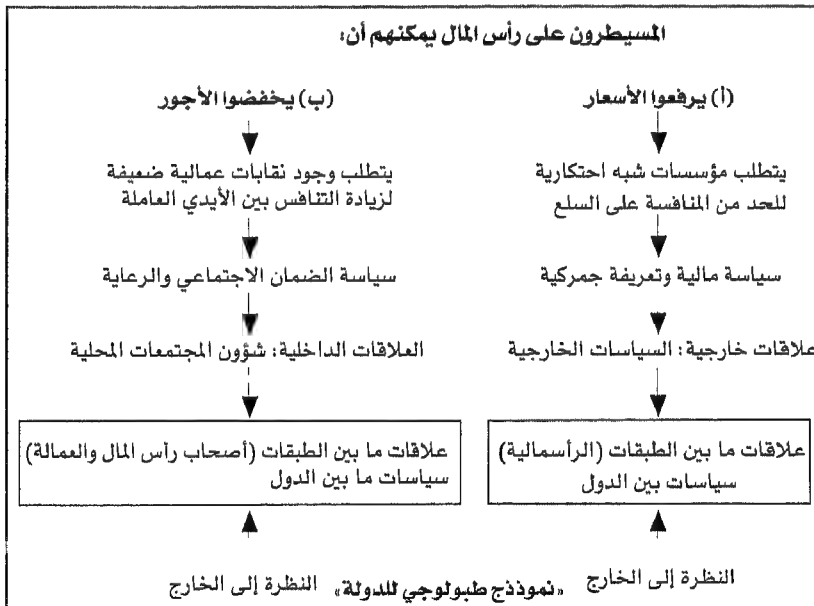 المسيطرون على رأس المال يمكنهم أن:
(أ) يرفعوا الأسعار
(ب) يخفضوا الأجور
يتطلب مؤسسات شبه احتكارية
للحد من المنافسة على السلع
يتطلب وجود نقابات عمالية ضعيفة
لزيادة التنافس بين الأيدي العاملة
سياسة مالية وتعريفة جمركية
سياسة الضمان الاجتماعي والرعاية
علاقات خارجية: السياسات الخارجية
العلاقات الداخلية: شؤون المجتمعات المحلية
علاقات ما بين الطبقات (الرأسمالية)
سياسات بين الدول
علاقات ما بين الطبقات (أصحاب رأس المال والعمالة)
سياسات ما بين الدول
النظرة إلى الخارج
«نموذذج طبولوجي للدولة»
النظرة إلى الخارج